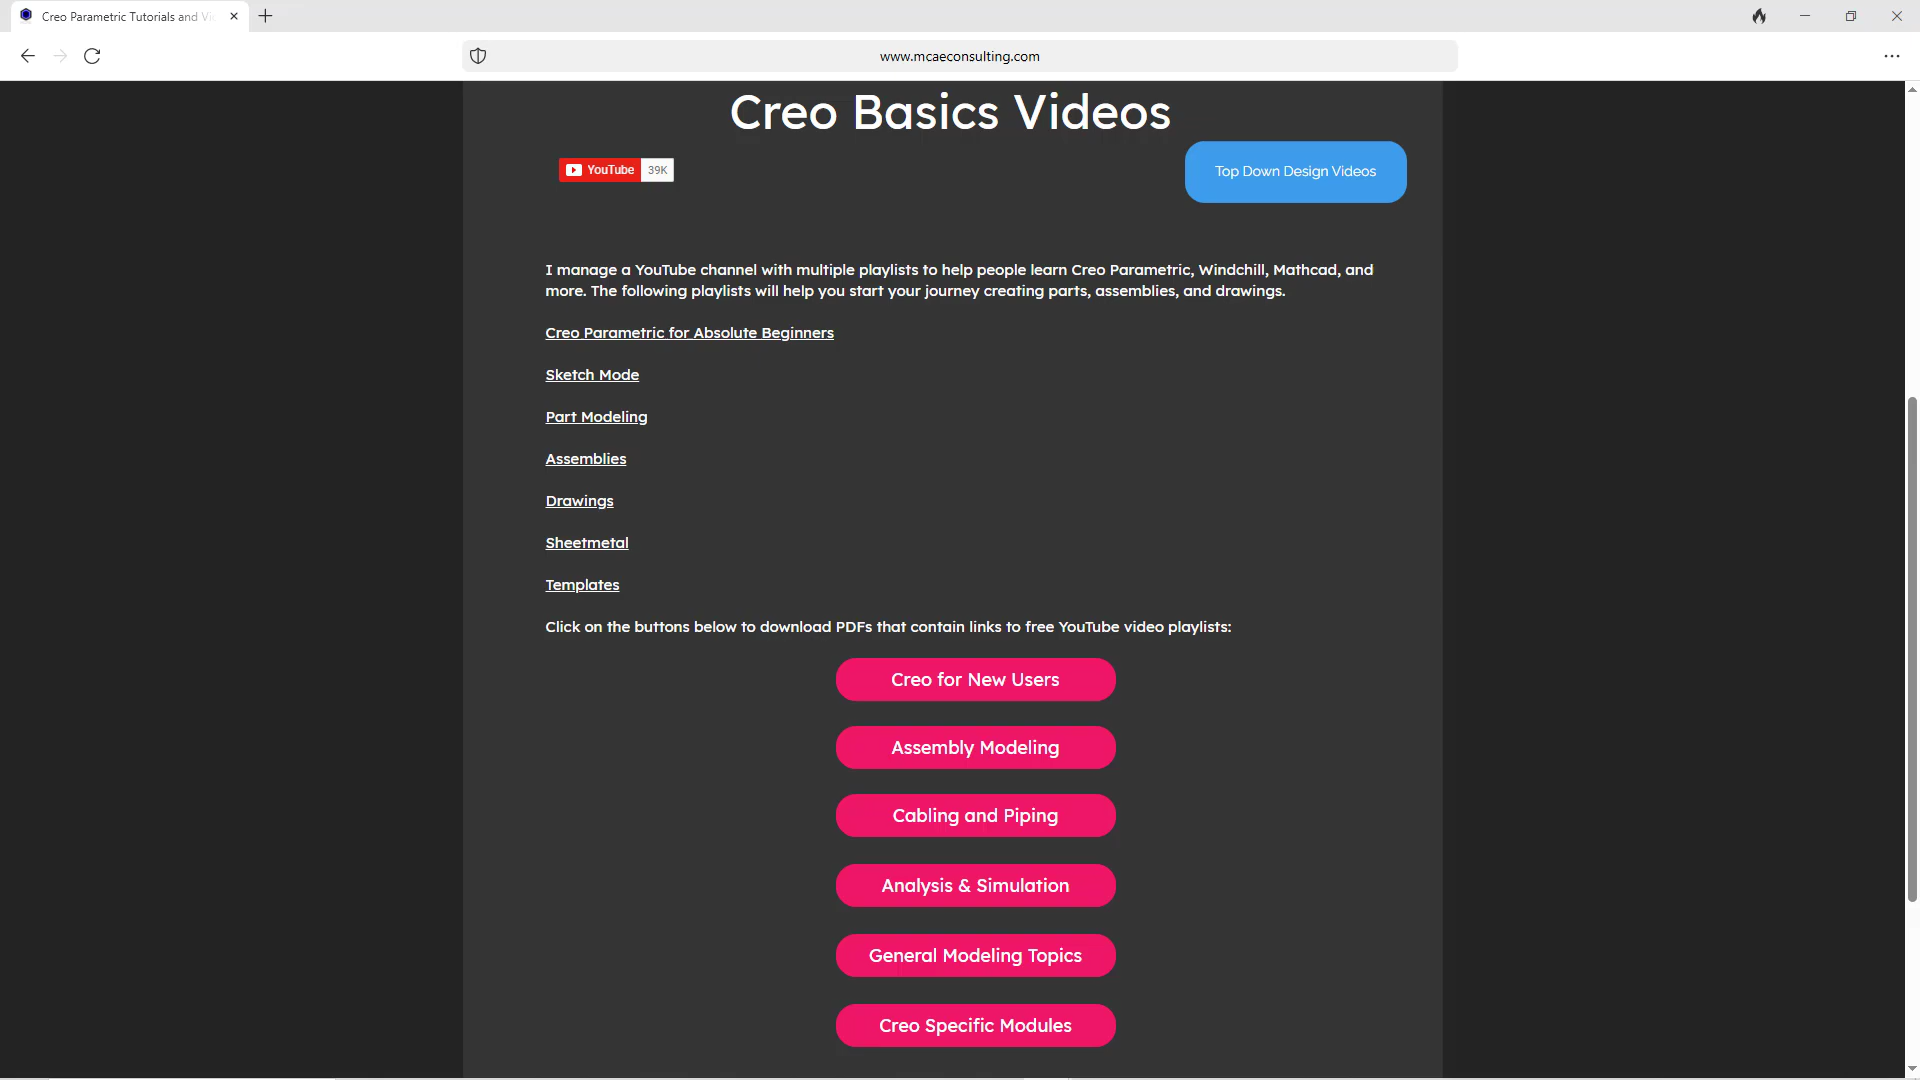 Creo Parametric Tutorials and Vi
www.mcaeconsulting.com
Creo Basics Videos
YouTube 39K
Top Down Design Videos
I manage a YouTube channel with multiple playlists to help people learn Creo Parametric, Windchill, Mathcad, and
more. The following playlists will help you start your journey creating parts, assemblies, and drawings.
Creo Parametric for Absolute Beginners
Sketch Mode
Part Modeling
Assemblies
Drawings
Sheetmetal
Templates
Click on the buttons below to download PDFs that contain links to free YouTube video playlists:
Creo for New Users
Assembly Modeling
Cabling and Piping
Analysis & Simulation
General Modeling Topics
Creo Specific Modules